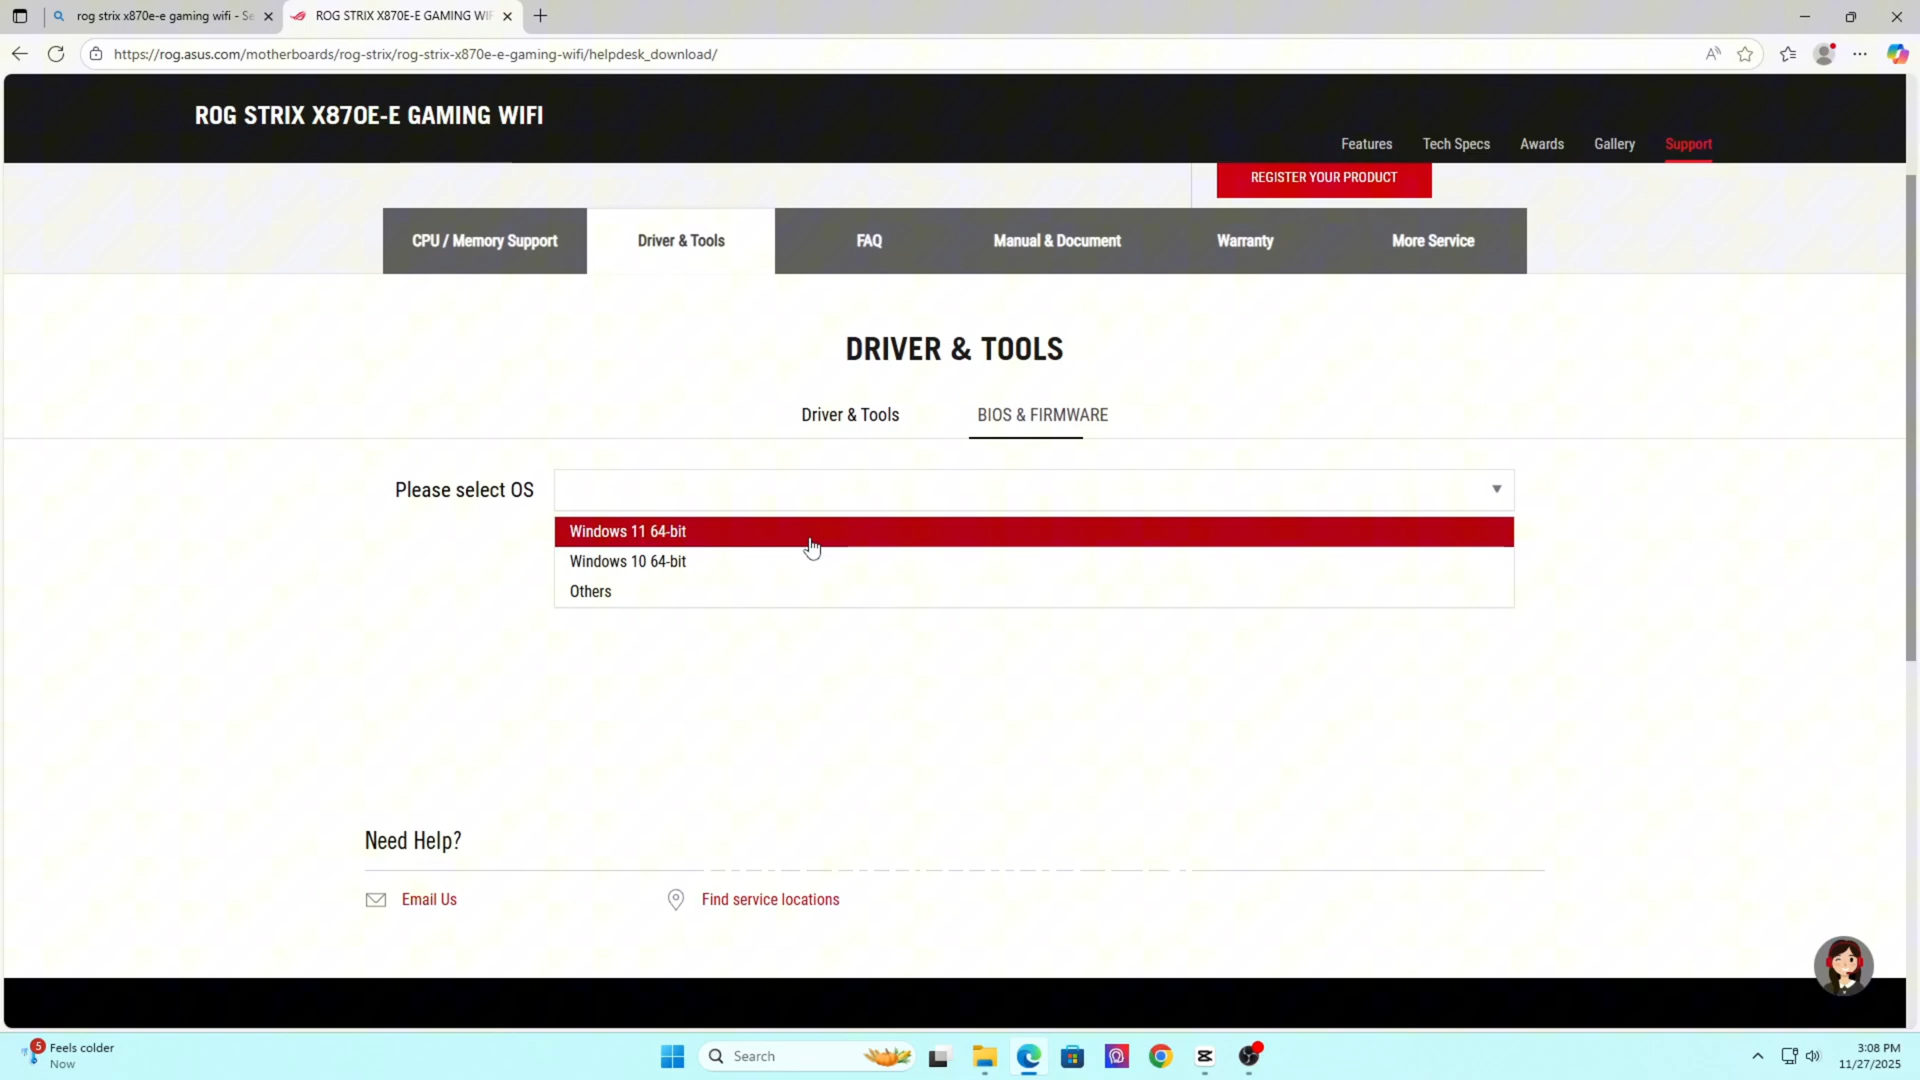 rog strix x870e-e gaming wifi - Se
ROG STRIX X870E-E GAMING WIF
https://rog.asus.com/motherboards/rog-strix/rog-strix-x870e-e-gaming-wifi/helpdesk_download/
ROG STRIX X870E-E GAMING WIFI
Features
Tech Specs
Awards
Gallery
Support
REGISTER YOUR PRODUCT
CPU / Memory Support
Driver & Tools
FAQ
Manual & Document
Warranty
More Service
DRIVER & TOOLS
Driver & Tools
BIOS & FIRMWARE
Please select OS
Windows 11 64-bit
Windows 10 64-bit
Others
Need Help?
Email Us
Find service locations
5
Feels colder
Now
Search
3:08 PM
11/27/2025